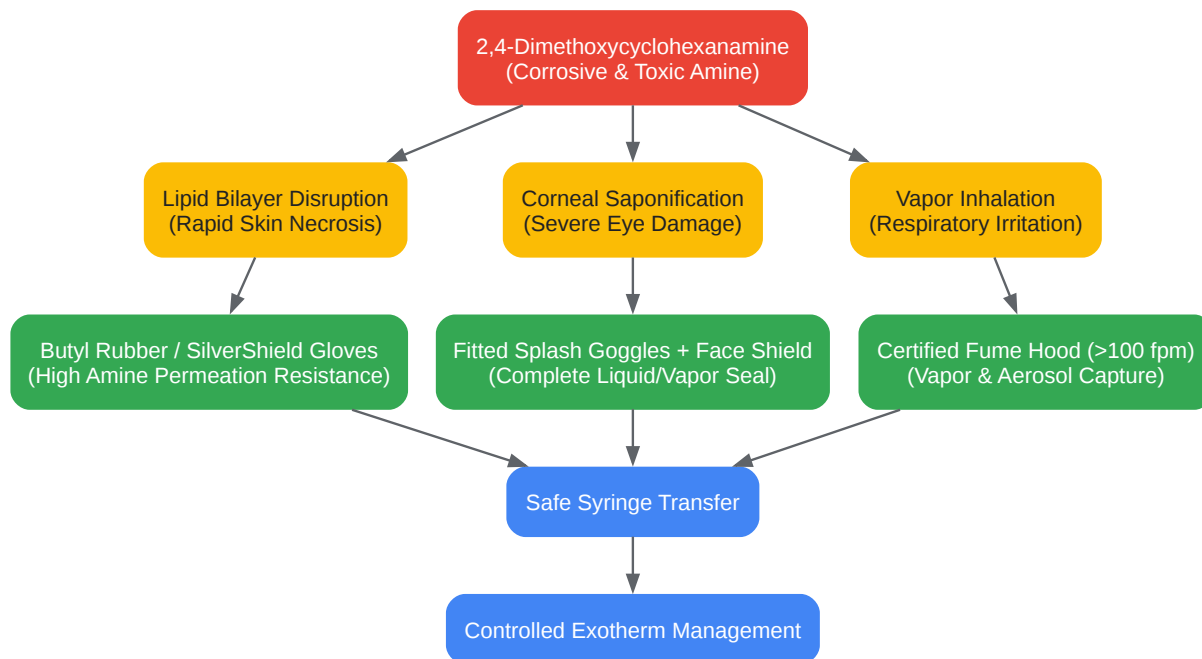 2,4-Dimethoxycyclohexanamine
(Corrosive & Toxic Amine)
Lipid Bilayer Disruption
(Rapid Skin Necrosis)
Corneal Saponification
(Severe Eye Damage)
Vapor Inhalation
(Respiratory Irritation)
Butyl Rubber / SilverShield Gloves
(High Amine Permeation Resistance)
Fitted Splash Goggles + Face Shield
(Complete Liquid/Vapor Seal)
Certified Fume Hood (>100 fpm)
(Vapor & Aerosol Capture)
Safe Syringe Transfer
Controlled Exotherm Management